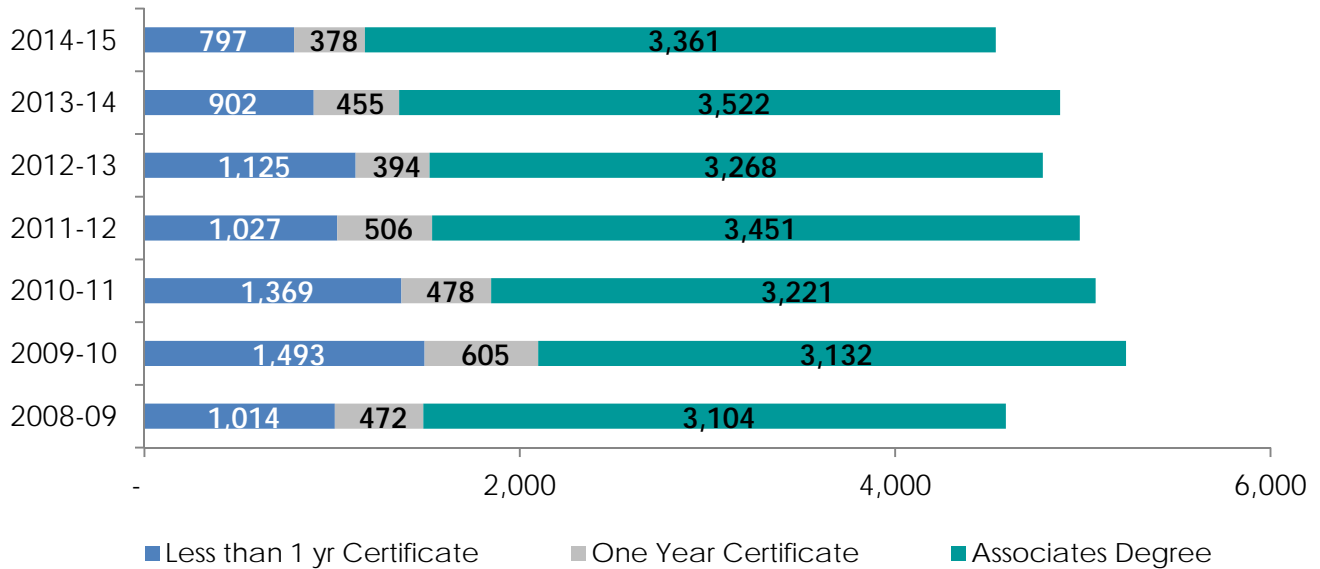 2014-15 797 378 3,361
2013-14 902 455 3,522
2012-13 1,125 394 3,268
2011-12 1,027 506 3,451
2010-11 1,369 478 3,221
2009-10 1,493 605 3,132
2008-09 1,014 472 3,104
- 2,000 4,000 6,000
Less than 1 yr Certificate One Year Certificate Associates Degree